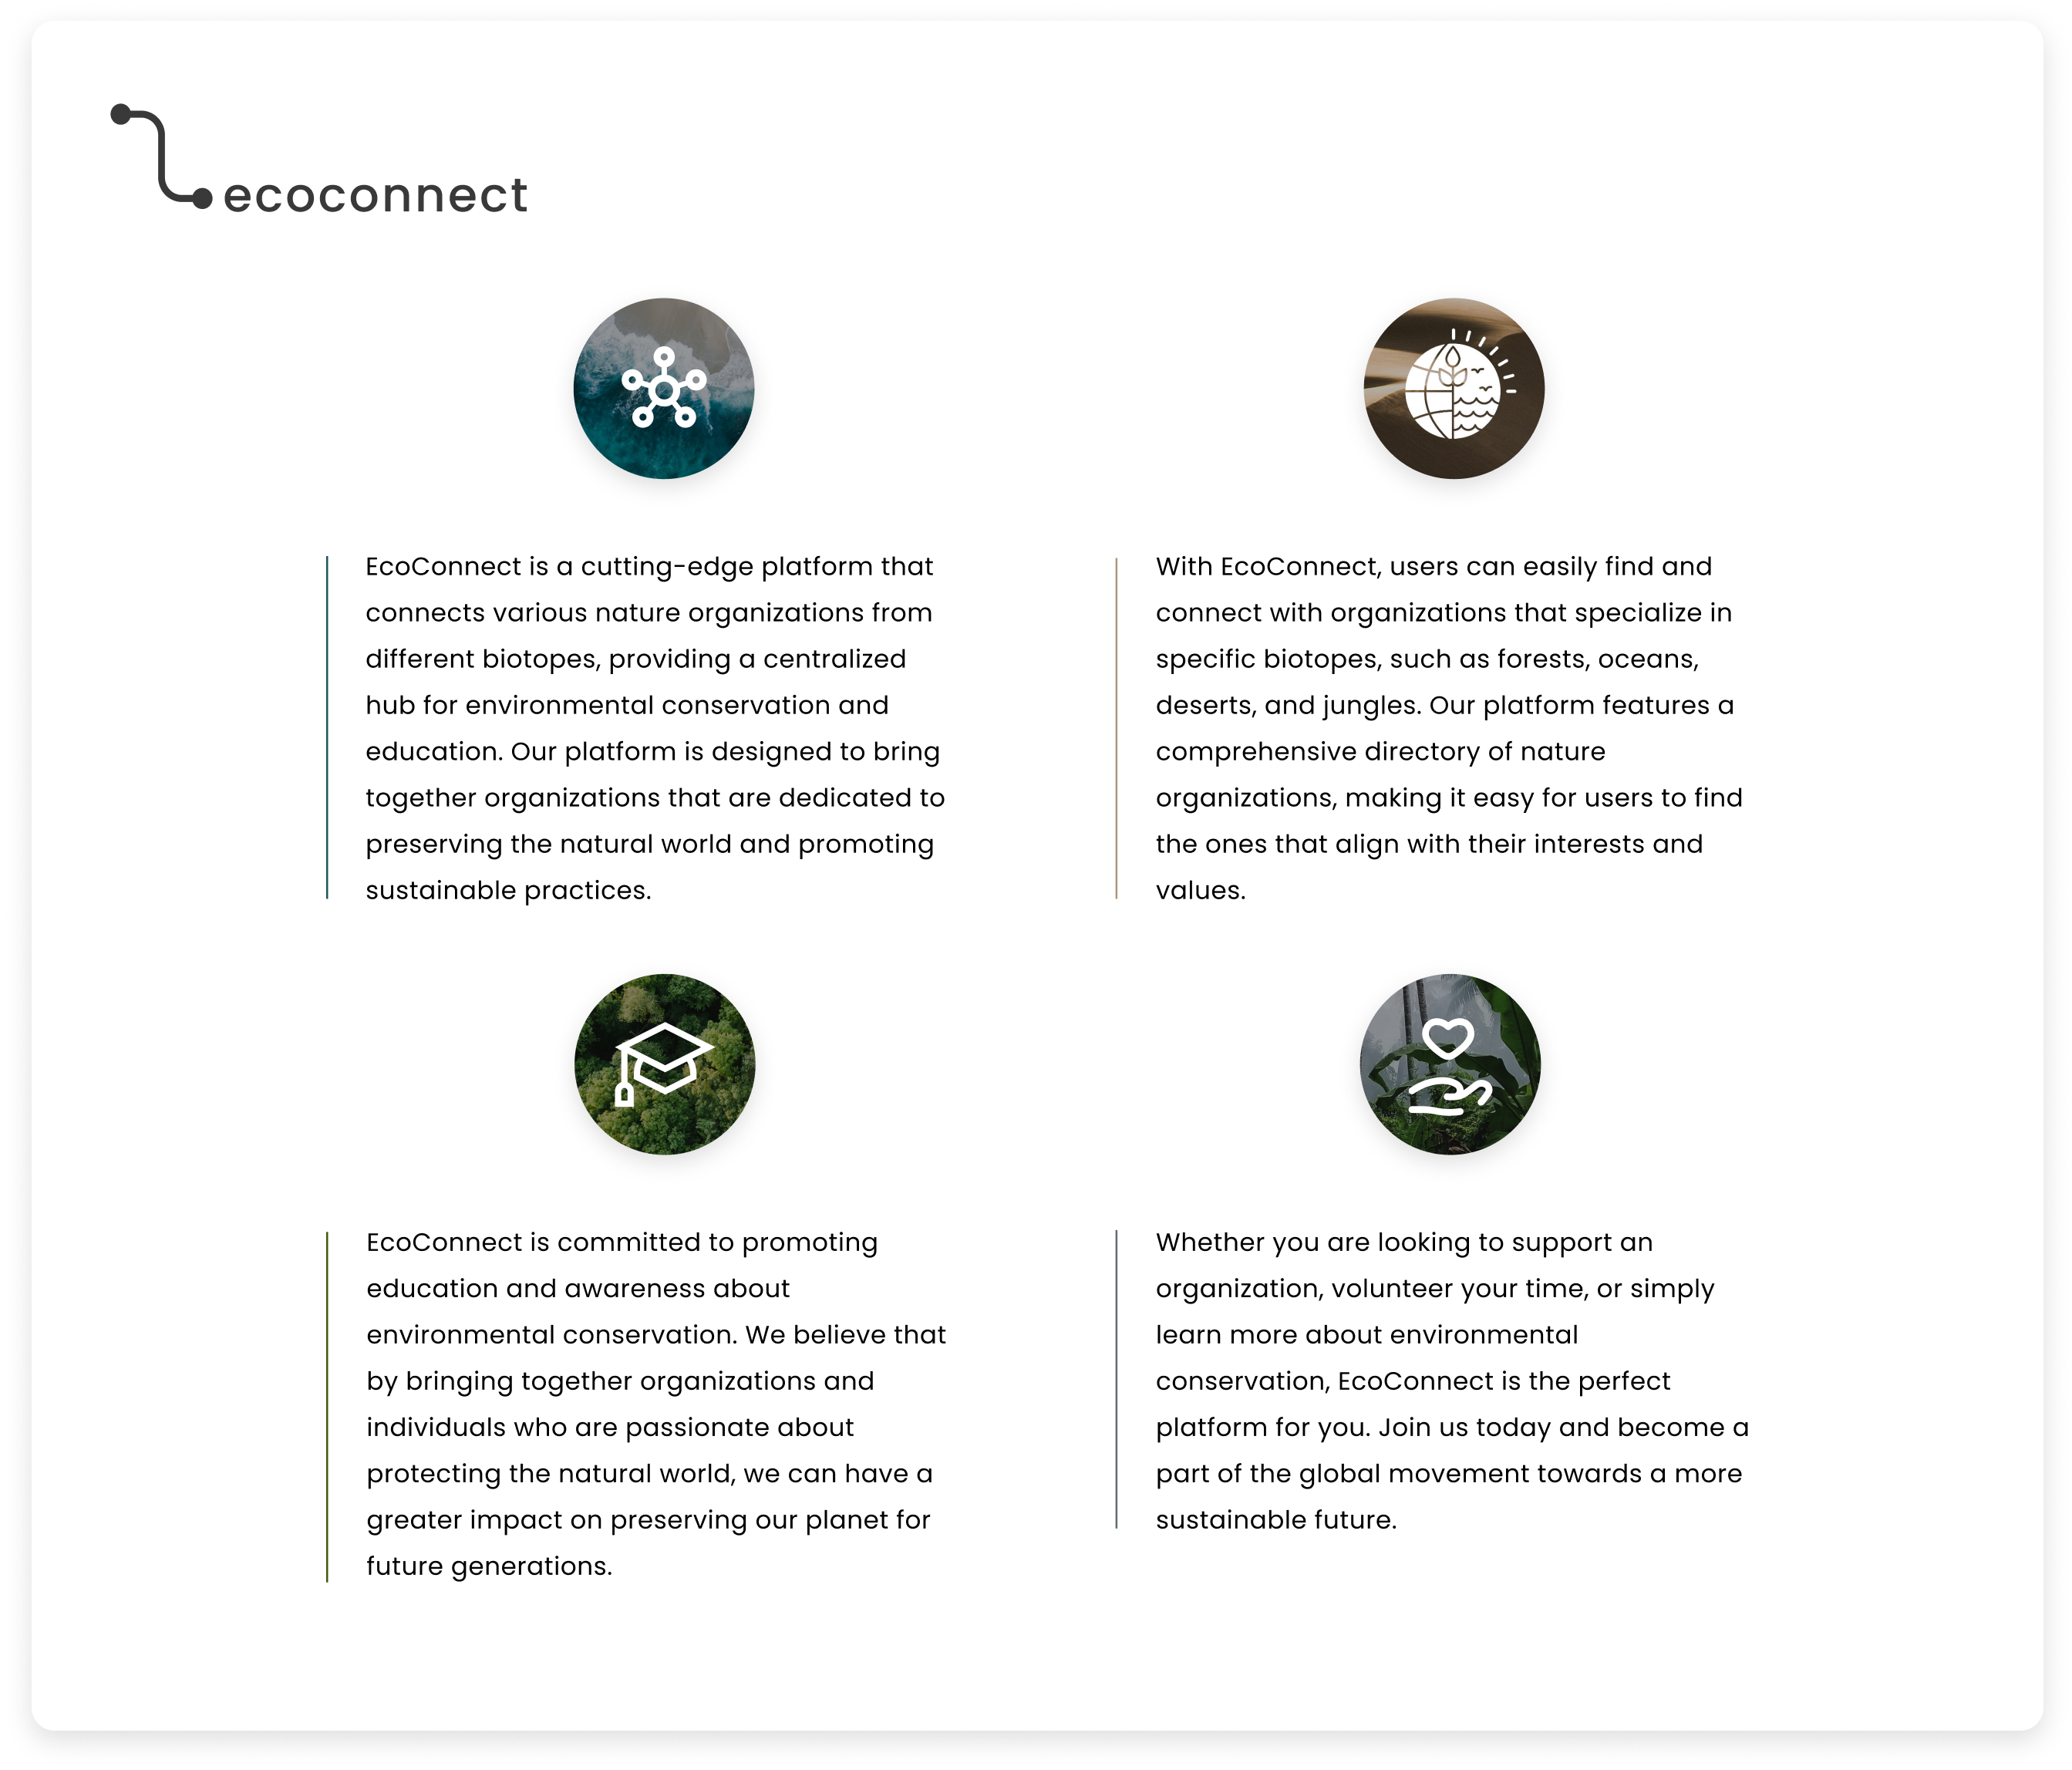 ecoconnect
EcoConnect is a cutting-edge platform that
connects various nature organizations from
different biotopes, providing a centralized
hub for environmental conservation and
education. Our platform is designed to bring
together organizations that are dedicated to
preserving the natural world and promoting
sustainable practices.
With EcoConnect, users can easily find and
connect with organizations that specialize in
specific biotopes, such as forests, oceans,
deserts, and jungles. Our platform features a
comprehensive directory of nature
organizations, making it easy for users to find
the ones that align with their interests and
values.
EcoConnect is committed to promoting
education and awareness about
environmental conservation. We believe that
by bringing together organizations and
individuals who are passionate about
protecting the natural world, we can have a
greater impact on preserving our planet for
future generations.
Whether you are looking to support an
organization, volunteer your time, or simply
learn more about environmental
conservation, EcoConnect is the perfect
platform for you. Join us today and become a
part of the global movement towards a more
sustainable future.